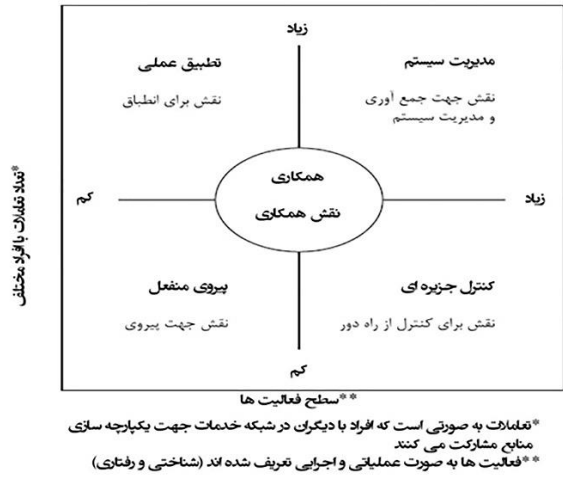 زیاد
مدیریت سیستم
نقش جهت جمع آوری
و مدیریت سیستم
تطبیق عملی
نقش برای انطباق
همکاری
نقش همکاری
زیاد
کم
کنترل جزیره ای
نقش برای کنترل از راه دور
پیروی منفعل
نقش جهت پیروی
کم
*تعداد تعاملات با افراد مختلف
**سطح فعالیت ها
*تعاملات به صورتی است که افراد با دیگران در شبکه خدمات جهت یکپارچه سازی
منابع مشارکت می کنند
**فعالیت ها به صورت عملیاتی و اجرایی تعریف شده اند (شناختی و رفتاری)